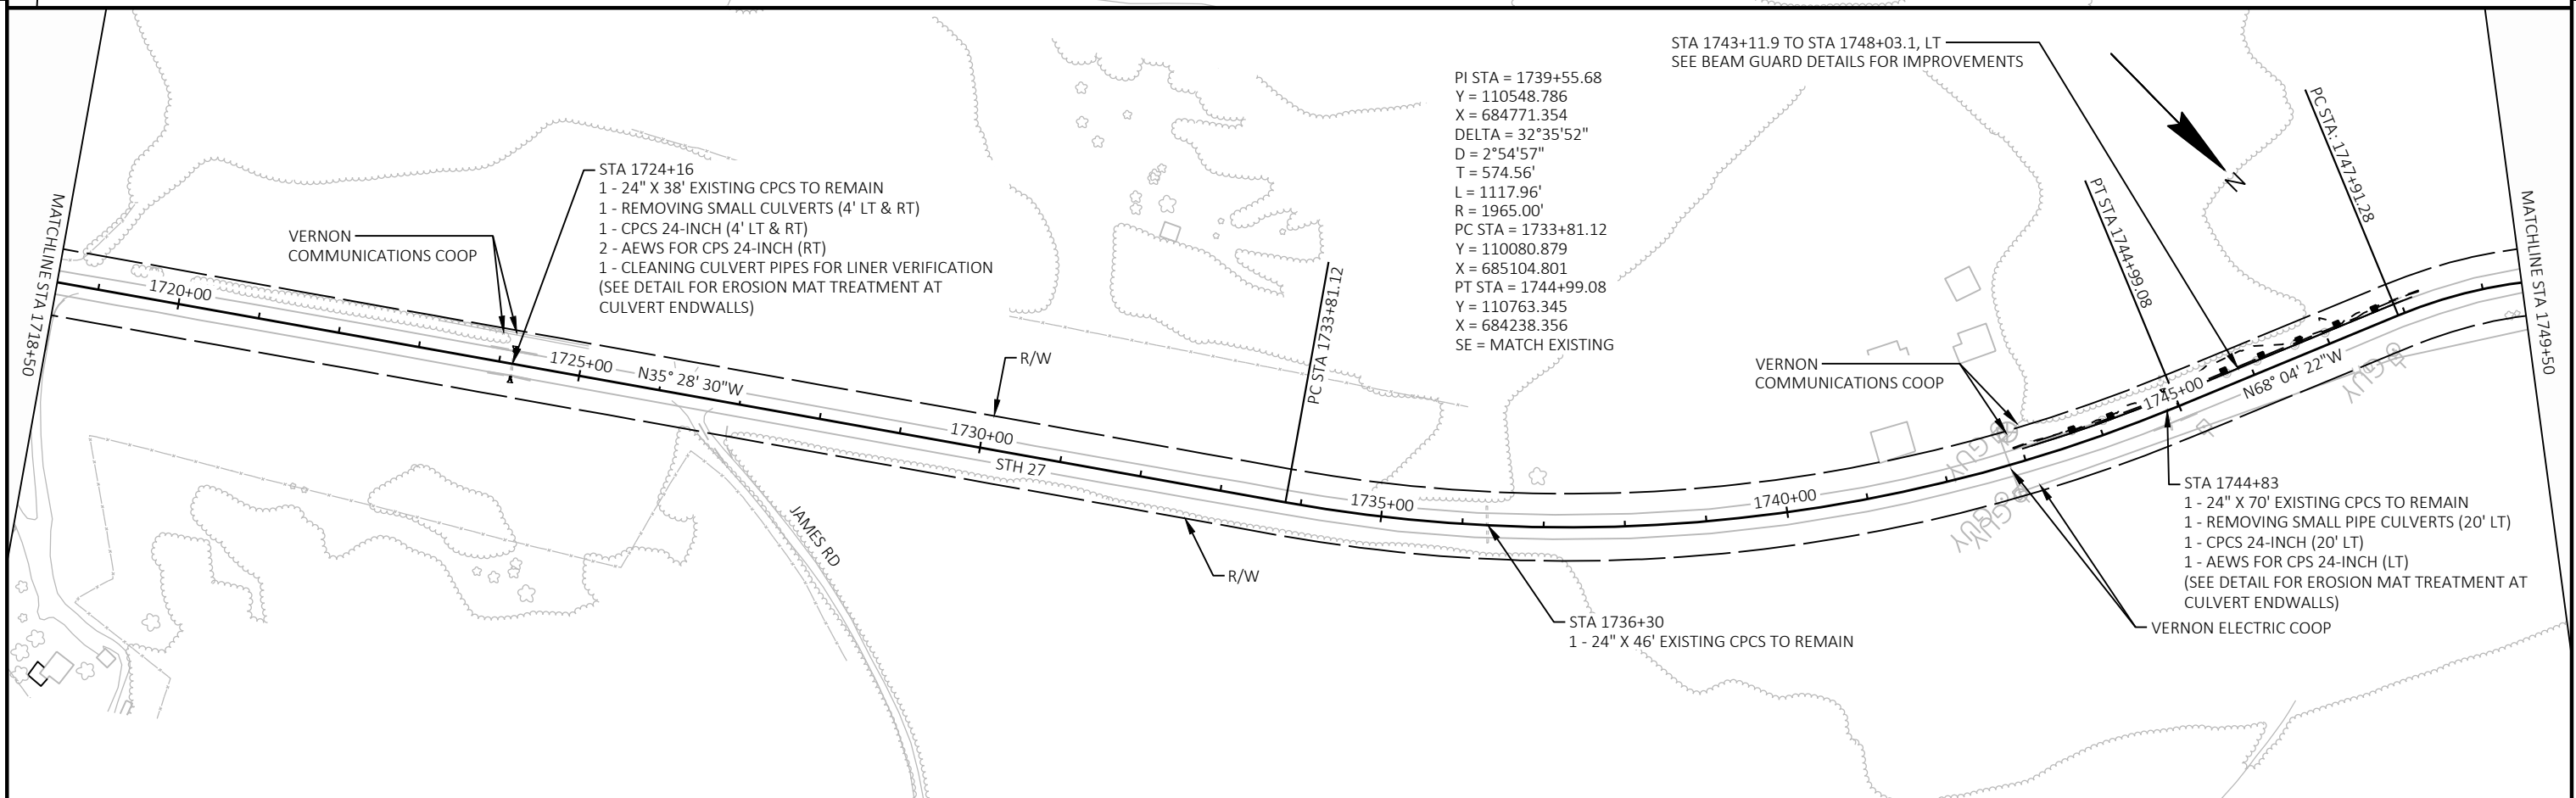 MATCHLINE STA 1718+50
1720+00
VERNON
COMMUNICATIONS COOP
STA 1724+16
1 - 24" X 38' EXISTING CPCS TO REMAIN
1 - REMOVING SMALL CULVERTS (4' LT & RT)
1 - CPCS 24-INCH (4' LT & RT)
2 - AEWS FOR CPS 24-INCH (RT)
1 - CLEANING CULVERT PIPES FOR LINER VERIFICATION
(SEE DETAIL FOR EROSION MAT TREATMENT AT
CULVERT ENDWALLS)
1725+00
N35° 28' 30"W
R/W
1730+00
STH 27
JAMES RD
R/W
PC STA 1733+81.12
1735+00
PI STA = 1739+55.68
Y = 110548.786
X = 684771.354
DELTA = 32°35'52"
D = 2°54'57"
T = 574.56'
L = 1117.96'
R = 1965.00'
PC STA = 1733+81.12
Y = 110080.879
X = 685104.801
PT STA = 1744+99.08
Y = 110763.345
X = 684238.356
SE = MATCH EXISTING
STA 1736+30
1 - 24" X 46' EXISTING CPCS TO REMAIN
1740+00
STA 1743+11.9 TO STA 1748+03.1, LT
SEE BEAM GUARD DETAILS FOR IMPROVEMENTS
VERNON
COMMUNICATIONS COOP
GUY
GUY
GUY
PT STA 1744+99.08
1745+00
N68° 04' 22"W
GUY
N
PC STA: 1747+91.28
STA 1744+83
1 - 24" X 70' EXISTING CPCS TO REMAIN
1 - REMOVING SMALL PIPE CULVERTS (20' LT)
1 - CPCS 24-INCH (20' LT)
1 - AEWS FOR CPS 24-INCH (LT)
(SEE DETAIL FOR EROSION MAT TREATMENT AT
CULVERT ENDWALLS)
VERNON ELECTRIC COOP
MATCHLINE STA 1749+50